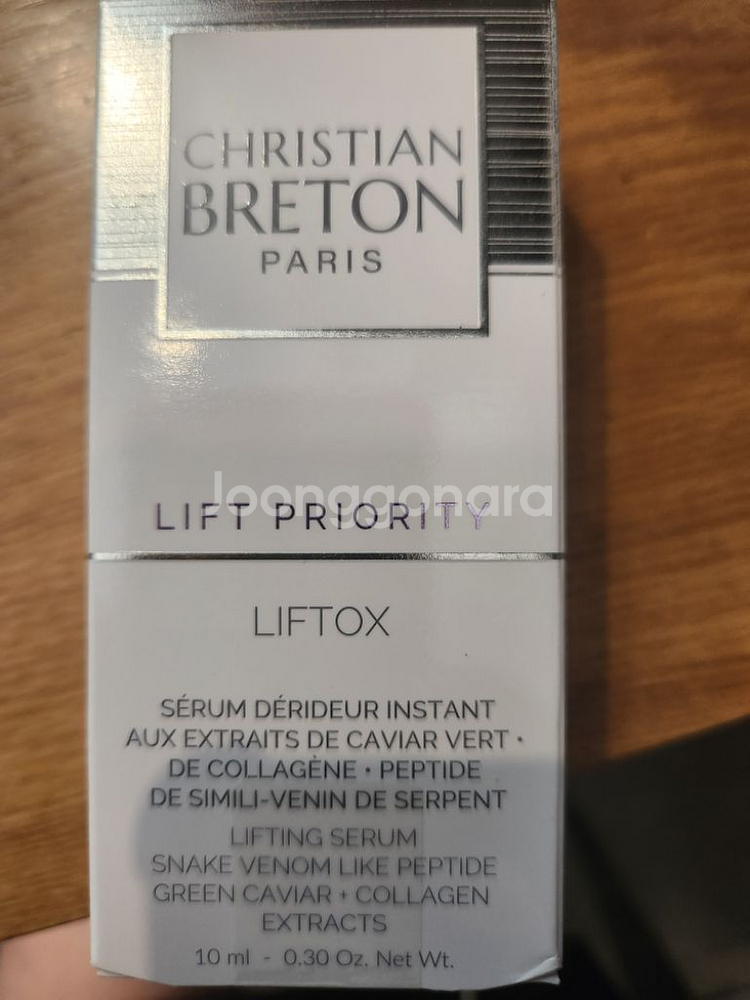 CHRISTIAN
BRETON
PARIS
Joonggonara
LIFT PRIORITY
LIFTOX
SÉRUM DÉRIDEUR INSTANT
AUX EXTRAITS DE CAVIAR VERT •
DE COLLAGÈNE • PEPTIDE
DE SIMILI-VENIN DE SERPENT
LIFTING SERUM
SNAKE VENOM LIKE PEPTIDE
GREEN CAVIAR + COLLAGEN
EXTRACTS
10 ml - 0.30 Oz. Net Wt.